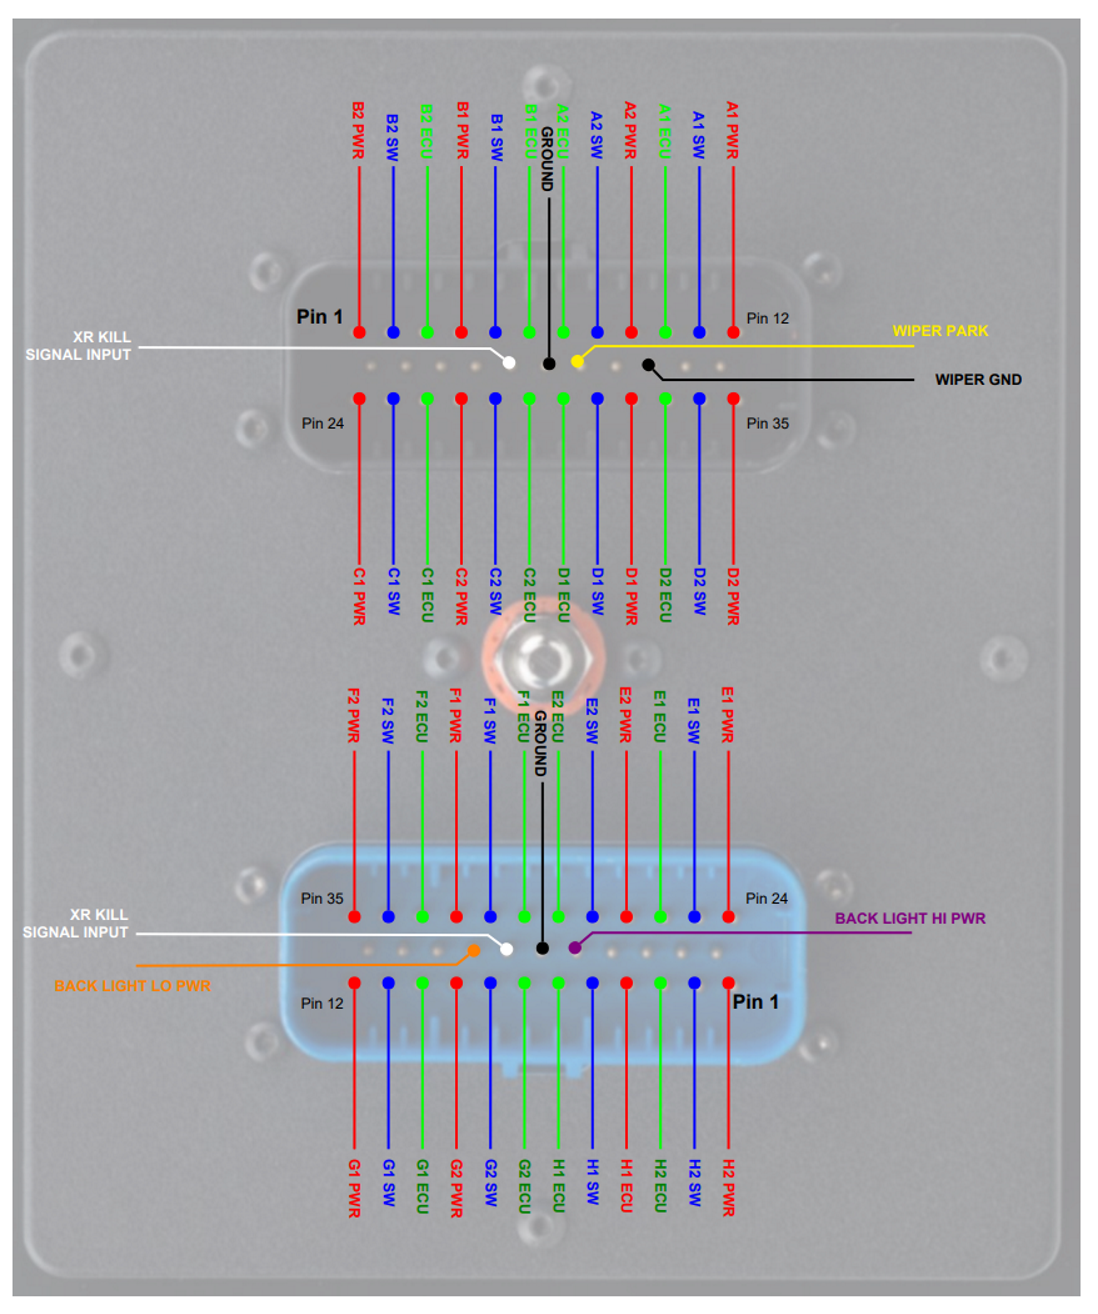 B2 PWR
B2 SW
B2 ECU
B1 PWR
B1 SW
B1 ECU
GROUND
A2 ECU
A2 SW
A2 PWR
A1 ECU
A1 SW
A1 PWR
Pin 1
Pin 12
XR KILL
SIGNAL INPUT
WIPER PARK
WIPER GND
Pin 24
Pin 35
C1 PWR
C1 SW
C1 ECU
C2 PWR
C2 SW
C2 ECU
D1 ECU
D1 SW
D1 PWR
D2 ECU
D2 SW
D2 PWR
F2 PWR
F2 SW
F2 ECU
F1 PWR
F1 SW
F1 ECU
GROUND
E2 ECU
E2 SW
E2 PWR
E1 ECU
E1 SW
E1 PWR
Pin 35
Pin 24
XR KILL
SIGNAL INPUT
BACK LIGHT HI PWR
BACK LIGHT LO PWR
Pin 12
Pin 1
G1 PWR
G1 SW
G1 ECU
G2 PWR
G2 SW
G2 ECU
H1 ECU
H1 SW
H1 ECU
H2 ECU
H2 SW
H2 PWR